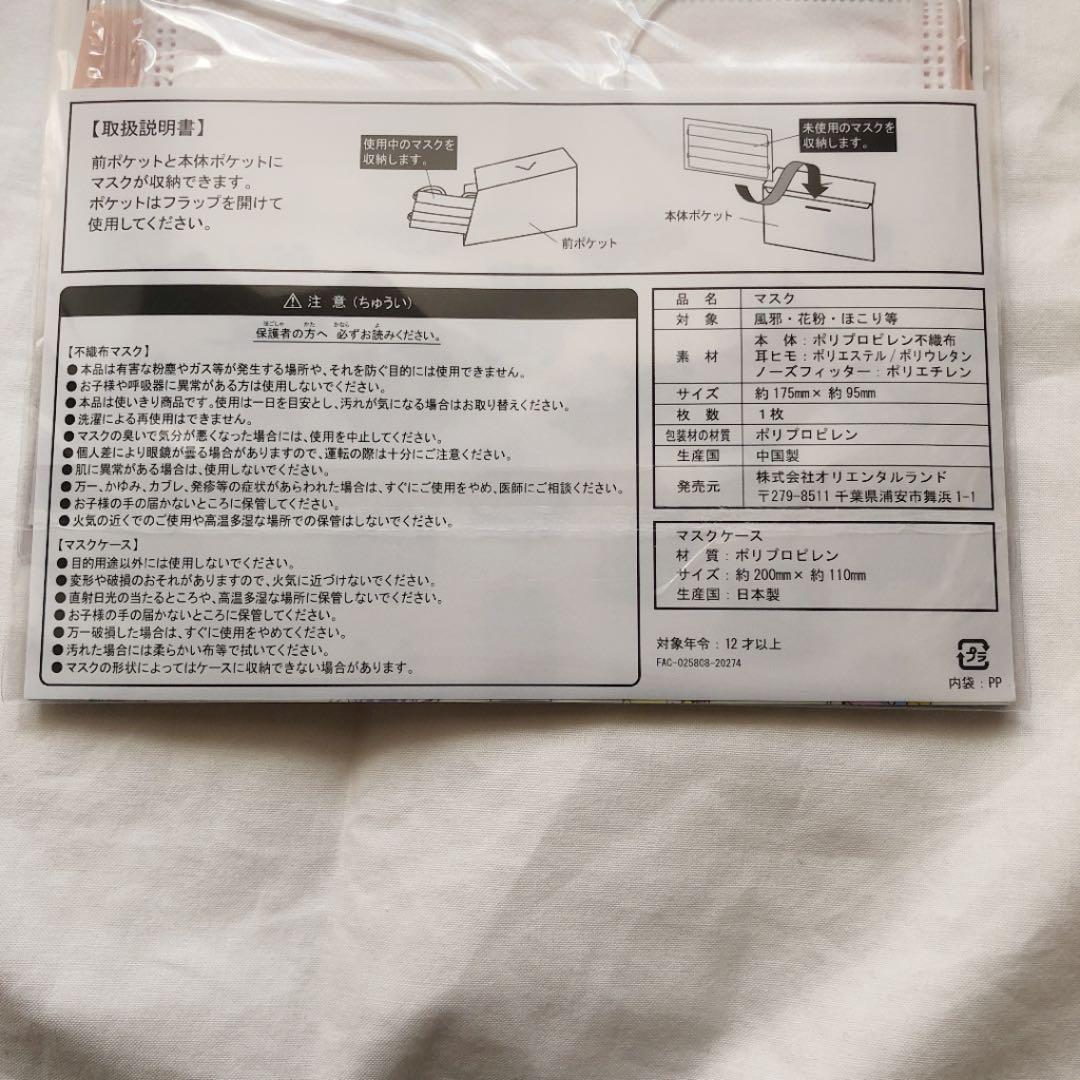 【取扱説明書】
前ポケットと本体ポケットに
マスクが収納できます。
ポケットはフラップを開けて
使用してください。
使用中のマスクを
収納します。
前ポケット
未使用のマスクを
収納します。
本体ポケット
⚠ 注 意 (ちゅうい)
保護者の方へ 必ずお読みください。
ほごしゃ かた かなら よ
【不織布マスク】
●本品は有害な粉塵やガス等が発生する場所や、それを防ぐ目的には使用できません。
●お子様や呼吸器に異常がある方は使用しないでください。
●本品は使いきり商品です。使用は一日を目安とし、汚れが気になる場合はお取り替えください。
●洗濯による再使用はできません。
●マスクの臭いで気分が悪くなった場合には、使用を中止してください。
●個人差により眼鏡が曇る場合がありますので、運転の際は十分にご注意ください。
●肌に異常がある場合は、使用しないでください。
●万一、かゆみ、カブレ、発疹等の症状があらわれた場合は、すぐにご使用をやめ、医師にご相談ください。
●お子様の手の届かないところに保管してください。
●火気の近くでのご使用や高温多湿な場所での保管はしないでください。
【マスクケース】
●目的用途以外には使用しないでください。
●変形や破損のおそれがありますので、火気に近づけないでください。
●直射日光の当たるところや、高温多湿な場所に保管しないでください。
●お子様の手の届かないところに保管してください。
●万一破損した場合は、すぐに使用をやめてください。
●汚れた場合には柔らかい布等で拭いてください。
●マスクの形状によってはケースに収納できない場合があります。
品 名 マスク
対 象 風邪・花粉・ほこり等
素 材 本 体：ポリプロピレン不織布
耳ヒモ：ポリエステル/ポリウレタン
ノーズフィッター：ポリエチレン
サイズ 約175mm× 約95mm
枚 数 1枚
包装材の材質 ポリプロピレン
生産国 中国製
発売元 株式会社オリエンタルランド
〒279-8511 千葉県浦安市舞浜1-1
マスクケース
材 質：ポリプロピレン
サイズ：約200mm× 約110mm
生産国：日本製
対象年令：12才以上
FAC-025808-20274
プラ
内袋：PP